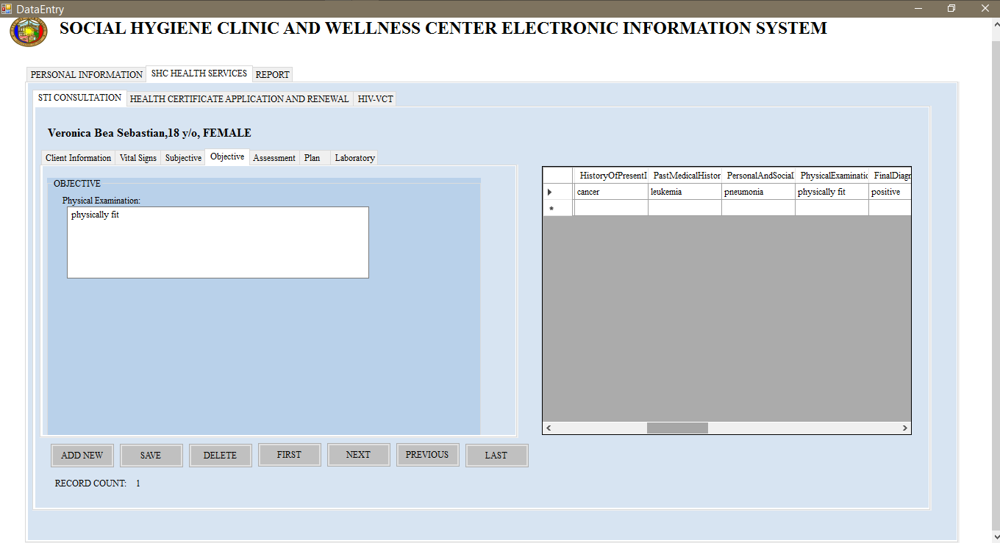 DataEntry
SOCIAL HYGIENE CLINIC AND WELLNESS CENTER ELECTRONIC INFORMATION SYSTEM
PERSONAL INFORMATION SHC HEALTH SERVICES REPORT
STI CONSULTATION HEALTH CERTIFICATE APPLICATION AND RENEWAL HIV-VCT
Veronica Bea Sebastian,18 y/o, FEMALE
Client Information Vital Signs Subjective Objective Assessment Plan Laboratory
OBJECTIVE
Physical Examination:
physically fit
HistoryOfPresentI PastMedicalHistor PersonalAndSocial PhysicalExaminatic FinalDiagr
cancer leukemia pneumonia physically fit positive
ADD NEW SAVE DELETE FIRST NEXT PREVIOUS LAST
RECORD COUNT: 1